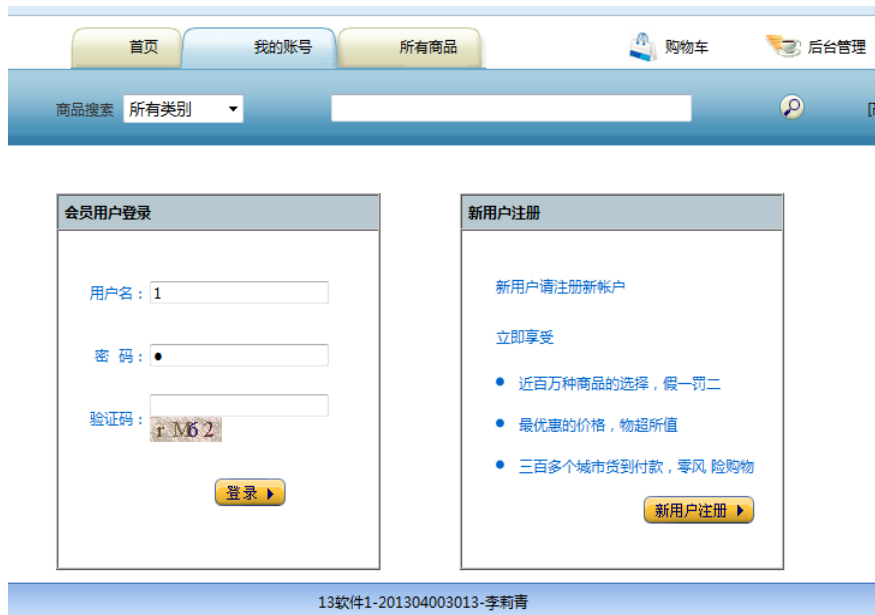 首页 我的账号 所有商品 购物车 后台管理
商品搜索 所有类别
会员用户登录
用户名： 1
密 码： ●
验证码：
r M62
登录
新用户注册
新用户请注册新帐户
立即享受
近百万种商品的选择，假一罚二
最优惠的价格，物超所值
三百多个城市货到付款，零风 险购物
新用户注册
13软件1-201304003013-李莉青